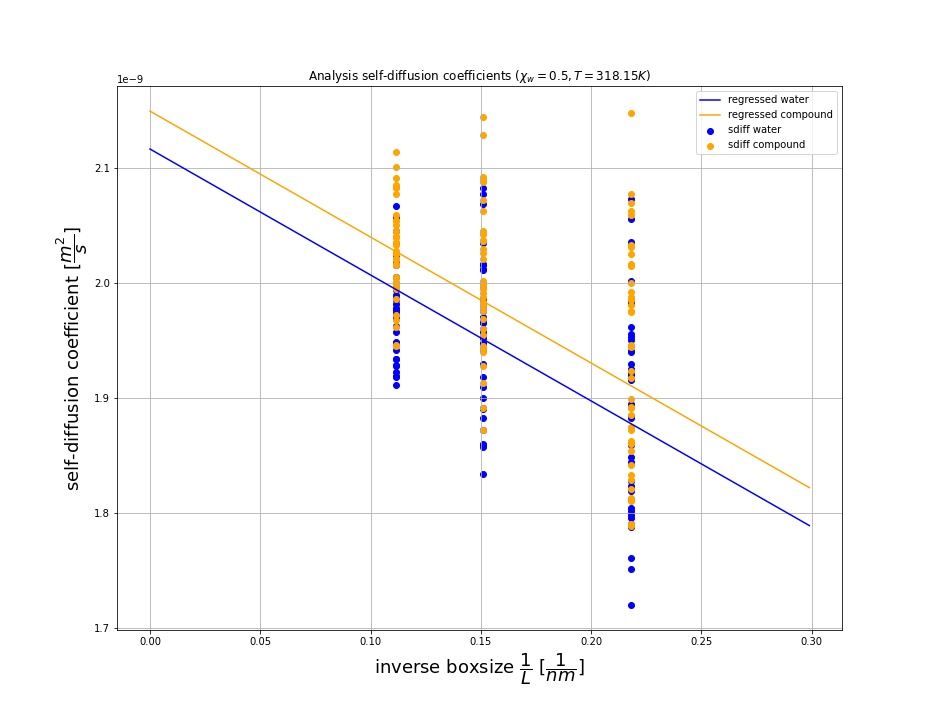 Analysis self-diffusion coefficients (χ_w = 0.5, T = 318.15K)
1e−9
regressed water
regressed compound
sdiff water
sdiff compound
2.1
2.0
1.9
1.8
1.7
self-diffusion coefficient [m²/s]
0.00 0.05 0.10 0.15 0.20 0.25 0.30
inverse boxsize 1/L [1/nm]